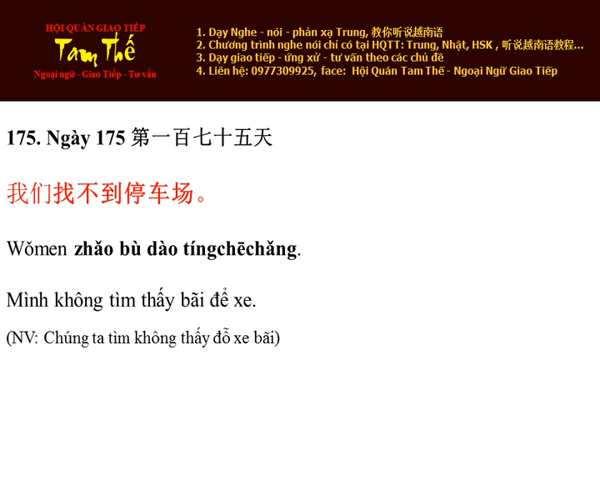 HỘI QUÁN GIAO TIẾP
Tam Thế
Ngoại ngữ - Giao Tiếp - Tư vấn
1. Dạy Nghe - nói - phản xạ Trung, 教你听说越南语
2. Chương trình nghe nói chỉ có tại HQTT: Trung, Nhật, HSK , 听说越南语教程...
3. Dạy giao tiếp - ứng xử - tư vấn theo các chủ đề
4. Liên hệ: 0977309925, face: Hội Quán Tam Thế - Ngoại Ngữ Giao Tiếp
175. Ngày 175 第一百七十五天
我们找不到停车场。
Wǒmen zhǎo bù dào tíngchēchǎng.
Mình không tìm thấy bãi để xe.
(NV: Chúng ta tìm không thấy đỗ xe bãi)